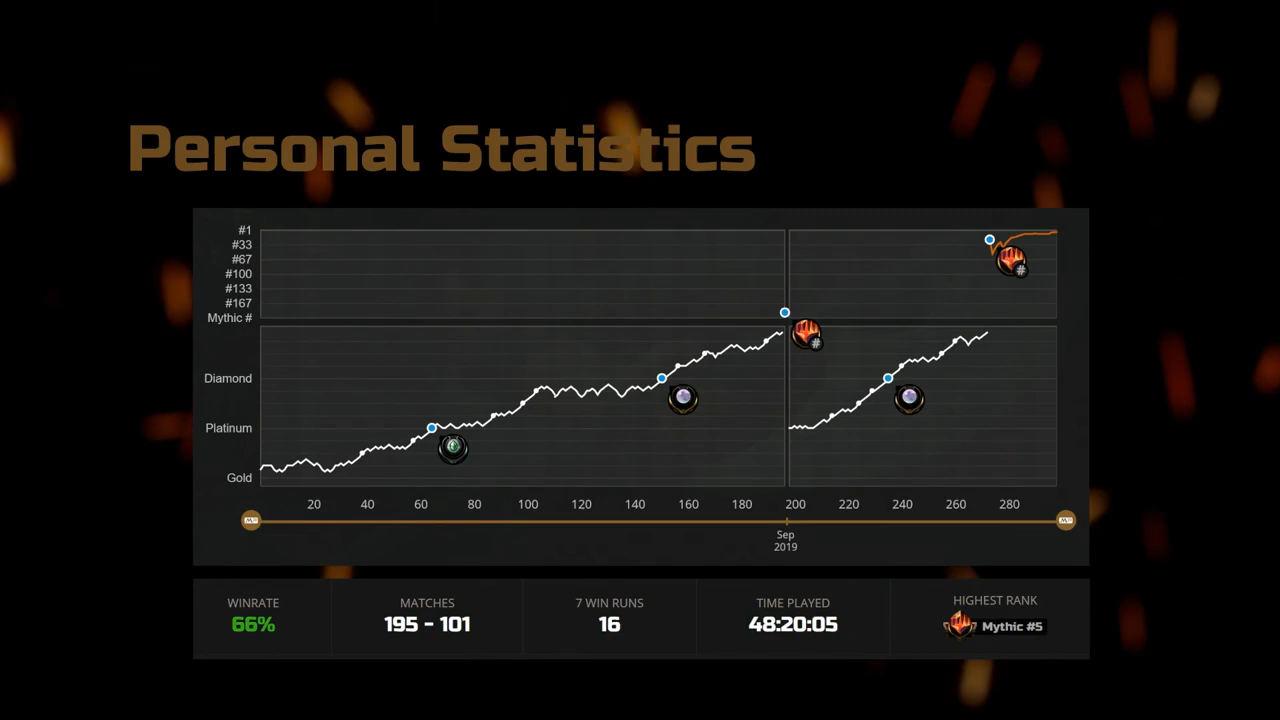 Personal Statistics
#1
#33
#67
#100
#133
#167
Mythic #
#
#
Diamond
Platinum
Gold
20 40 60 80 100 120 140 160 180 200 220 240 260 280
Sep
2019
WINRATE MATCHES 7 WIN RUNS TIME PLAYED HIGHEST RANK
66% 195 - 101 16 48:20:05 Mythic #5